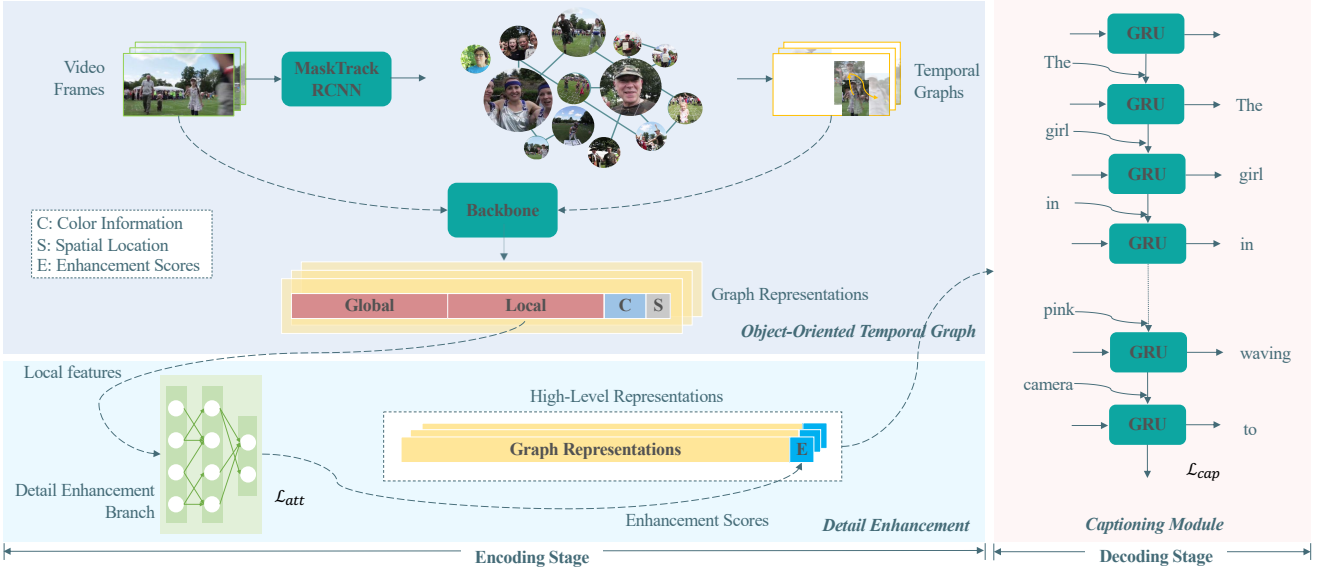 Video
Frames
MaskTrack
RCNN
Temporal
Graphs
Backbone
C: Color Information
S: Spatial Location
E: Enhancement Scores
Global
Local
C
S
Graph Representations
Object-Oriented Temporal Graph
Local features
Detail Enhancement
Branch
ℒatt
High-Level Representations
Graph Representations
E
Enhancement Scores
Detail Enhancement
Encoding Stage
GRU
The
GRU
The
girl
GRU
girl
in
GRU
in
pink
GRU
waving
camera
GRU
to
ℒcap
Captioning Module
Decoding Stage